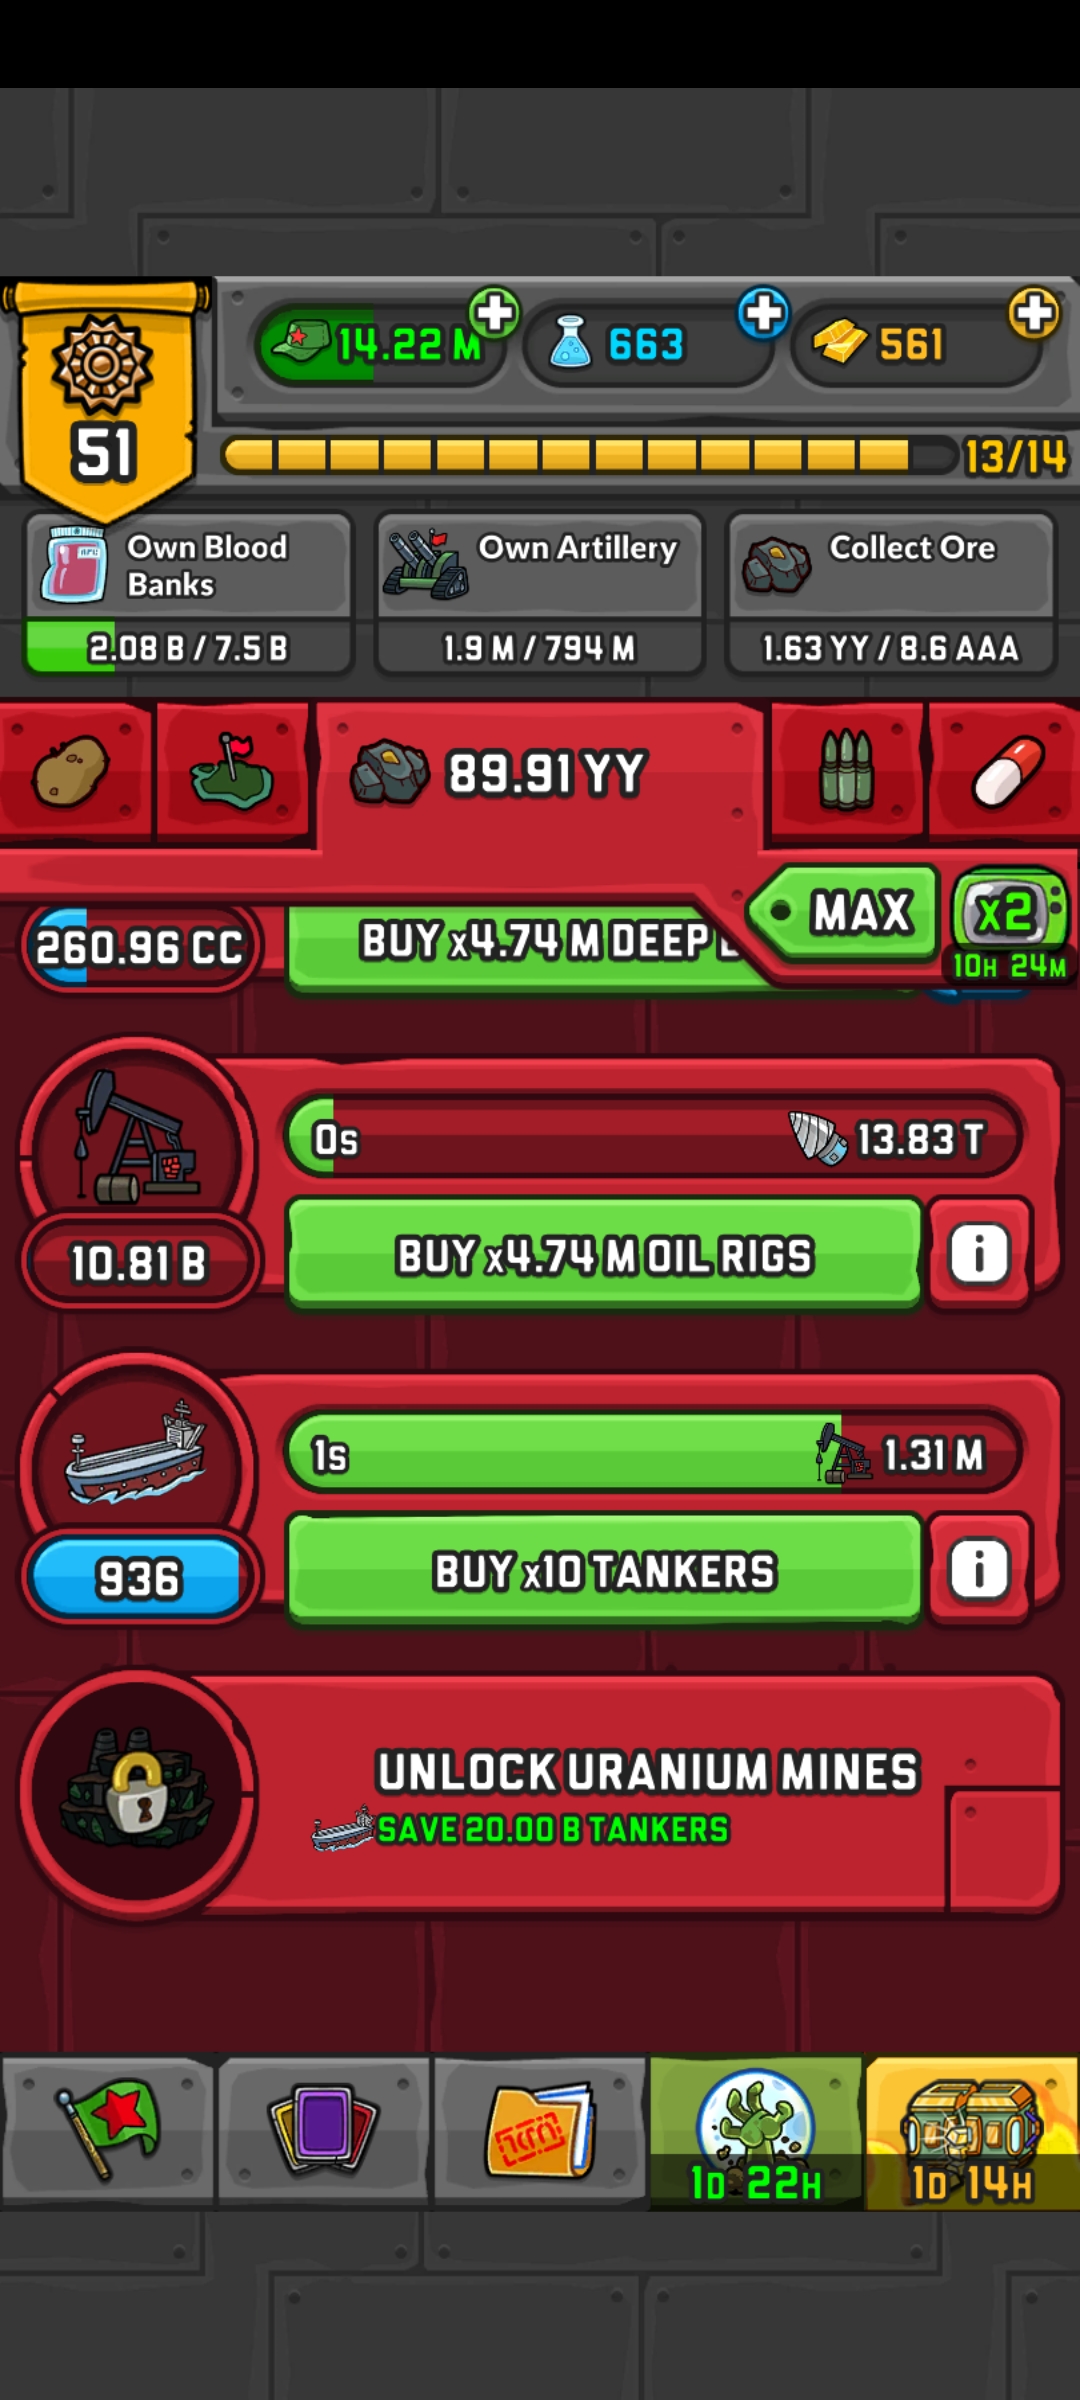 14.22 M
663
561
51
13/14
Own Blood
Banks
Own Artillery
Collect Ore
2.08 B / 7.5 B
1.9 M / 794 M
1.63 YY / 8.6 AAA
89.91 YY
MAX
x2
10H 24M
260.96 CC
BUY x4.74 M DEEP
0s
13.83 T
10.81 B
BUY x4.74 M OIL RIGS
i
1s
1.31 M
936
BUY x10 TANKERS
i
UNLOCK URANIUM MINES
SAVE 20.00 B TANKERS
1D 22H
1D 14H